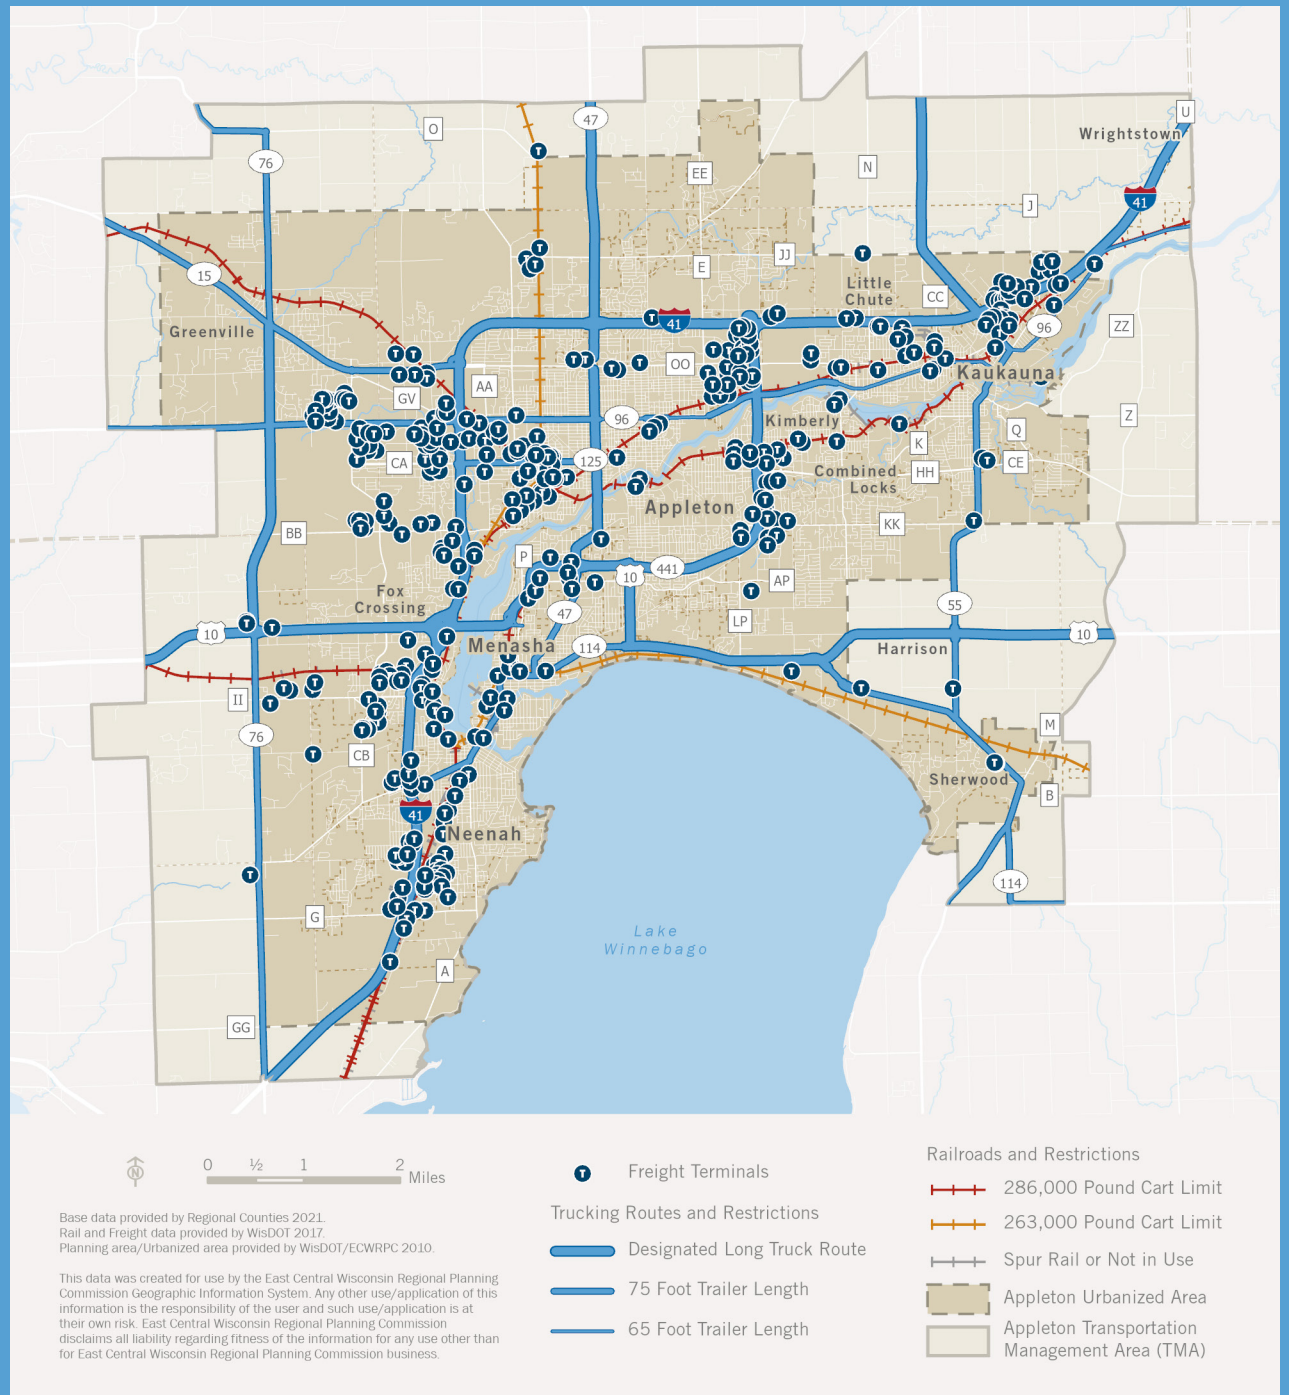 47
U
Wrightstown
O
76
EE
N
41
J
JJ
E
15
Little
Chute
CC
ZZ
41
96
Greenville
OO
Kaukauna
AA
GV
96
Kimberly
Z
Q
K
125
CA
CE
Combined
Locks
HH
Appleton
KK
BB
P
441
10
AP
Fox
Crossing
55
47
LP
10
10
Menasha
114
Harrison
II
M
76
CB
Sherwood
B
41
Neenah
114
G
Lake
Winnebago
A
GG
0 ½ 1 2
Miles
N
Base data provided by Regional Counties 2021.
Rail and Freight data provided by WisDOT 2017.
Planning area/Urbanized area provided by WisDOT/ECWRPC 2010.
This data was created for use by the East Central Wisconsin Regional Planning
Commission Geographic Information System. Any other use/application of this
information is the responsibility of the user and such use/application is at
their own risk. East Central Wisconsin Regional Planning Commission
disclaims all liability regarding fitness of the information for any use other than
for East Central Wisconsin Regional Planning Commission business.
T Freight Terminals
Trucking Routes and Restrictions
Designated Long Truck Route
75 Foot Trailer Length
65 Foot Trailer Length
Railroads and Restrictions
286,000 Pound Cart Limit
263,000 Pound Cart Limit
Spur Rail or Not in Use
Appleton Urbanized Area
Appleton Transportation
Management Area (TMA)